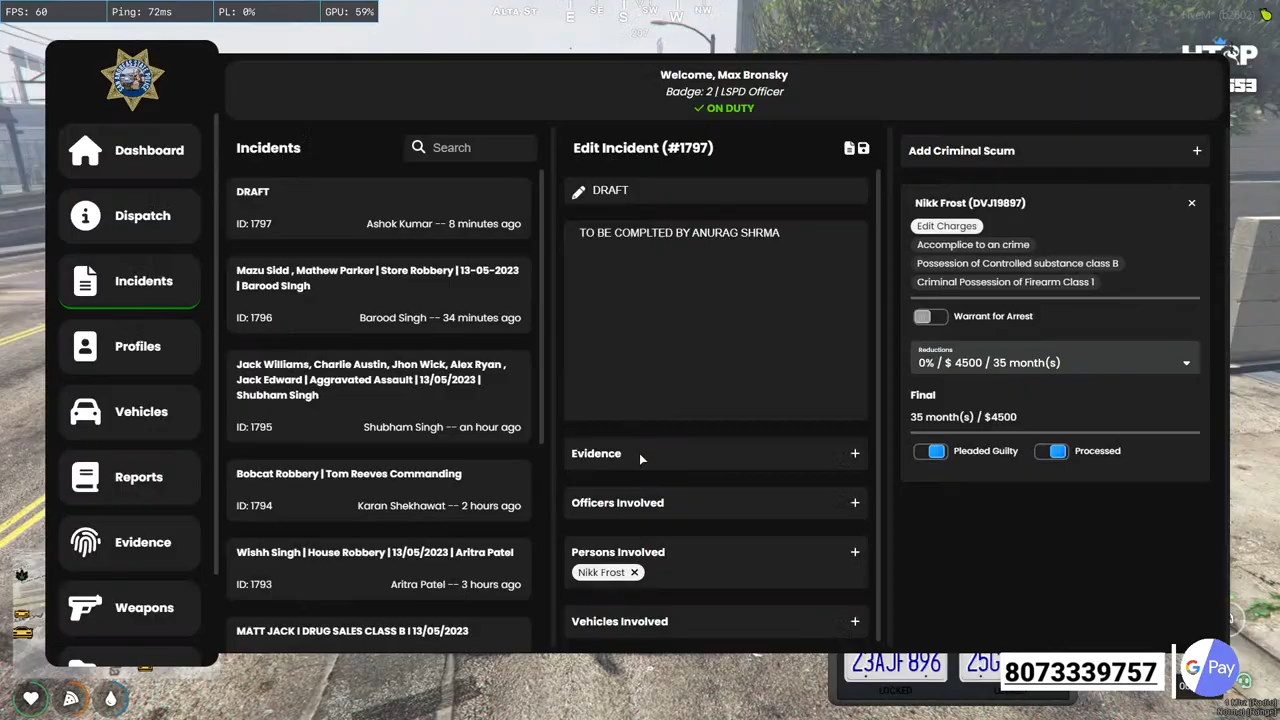 FPS: 60
Ping: 72ms
PL: 0%
GPU: 59%
ALTA ST
E
SE
S
SW
W
NW
297
Welcome, Max Bronsky
Badge: 2 | LSPD Officer
ON DUTY
Dashboard
Dispatch
Incidents
Profiles
Vehicles
Reports
Evidence
Weapons
Incidents
Search
DRAFT
ID: 1797
Ashok Kumar -- 8 minutes ago
Mazu Sidd , Mathew Parker | Store Robbery | 13-05-2023
| Barood SIngh
ID: 1796
Barood Singh -- 34 minutes ago
Jack Williams, Charlie Austin, Jhon Wick, Alex Ryan ,
Jack Edward | Aggravated Assault | 13/05/2023 |
Shubham Singh
ID: 1795
Shubham Singh -- an hour ago
Bobcat Robbery | Tom Reeves Commanding
ID: 1794
Karan Shekhawat -- 2 hours ago
Wishh Singh | House Robbery | 13/05/2023 | Aritra Patel
ID: 1793
Aritra Patel -- 3 hours ago
MATT JACK I DRUG SALES CLASS B I 13/05/2023
Edit Incident (#1797)
DRAFT
TO BE COMPLTED BY ANURAG SHRMA
Evidence
Officers Involved
Persons Involved
Nikk Frost
Vehicles Involved
Add Criminal Scum
Nikk Frost (DVJ19897)
Edit Charges
Accomplice to an crime
Possession of Controlled substance class B
Criminal Possession of Firearm Class 1
Warrant for Arrest
Reductions
0% / $ 4500 / 35 month(s)
Final
35 month(s) / $4500
Pleaded Guilty
Processed
23AJF896
LOCKED
8073339757
G Pay